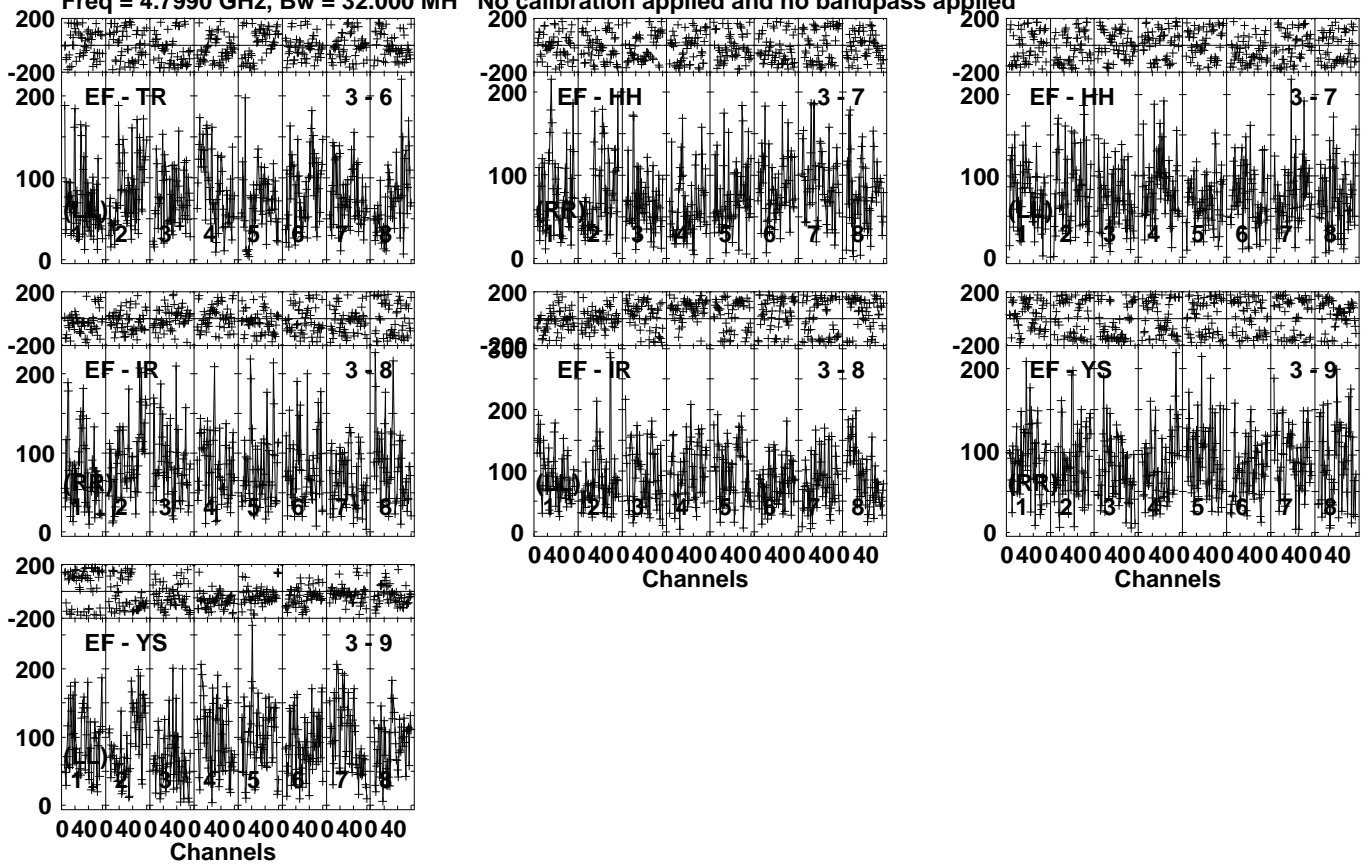 Freq = 4.7990 GHz, Bw = 32.000 MH   No calibration applied and no bandpass applied
200
-200
EF - TR 3 - 6
200
100
0
(LL)
1 2 3 4 5 6 7 8
200
-200
EF - HH 3 - 7
200
100
0
(RR)
1 2 3 4 5 6 7 8
200
-200
EF - HH 3 - 7
200
100
0
(LL)
1 2 3 4 5 6 7 8
200
-200
EF - IR 3 - 8
200
100
0
(RR)
1 2 3 4 5 6 7 8
200
-200
300
EF - IR 3 - 8
200
100
0
(LL)
1 2 3 4 5 6 7 8
0 40 0 40 0 40 0 40 0 40 0 40 0 40 0 40
Channels
200
-200
EF - YS 3 - 9
200
100
0
(RR)
1 2 3 4 5 6 7 8
0 40 0 40 0 40 0 40 0 40 0 40 0 40 0 40
Channels
200
-200
EF - YS 3 - 9
200
100
0
(LL)
1 2 3 4 5 6 7 8
0 40 0 40 0 40 0 40 0 40 0 40 0 40 0 40
Channels